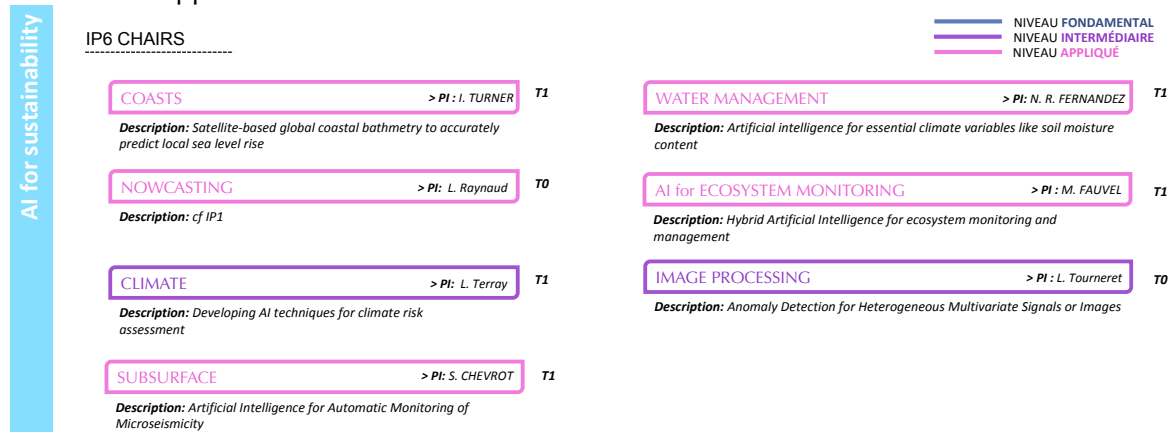 AI for sustainability
IP6 CHAIRS
NIVEAU FONDAMENTAL
NIVEAU INTERMÉDIAIRE
NIVEAU APPLIQUÉ
COASTS > PI : I. TURNER T1
Description: Satellite-based global coastal bathmetry to accurately
predict local sea level rise
NOWCASTING > PI: L. Raynaud T0
Description: cf IP1
CLIMATE > PI: L. Terray T1
Description: Developing AI techniques for climate risk
assessment
SUBSURFACE > PI: S. CHEVROT T1
Description: Artificial Intelligence for Automatic Monitoring of
Microseismicity
WATER MANAGEMENT > PI: N. R. FERNANDEZ T1
Description: Artificial intelligence for essential climate variables like soil moisture
content
AI for ECOSYSTEM MONITORING > PI : M. FAUVEL T1
Description: Hybrid Artificial Intelligence for ecosystem monitoring and
management
IMAGE PROCESSING > PI : L. Tourneret T0
Description: Anomaly Detection for Heterogeneous Multivariate Signals or Images